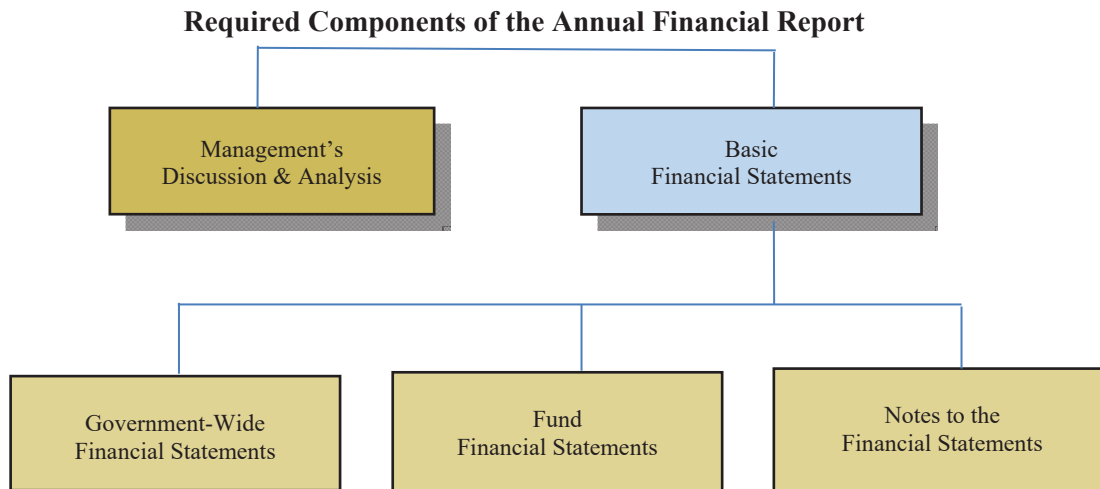 Required Components of the Annual Financial Report
Management’s
Discussion & Analysis
Basic
Financial Statements
Government-Wide
Financial Statements
Fund
Financial Statements
Notes to the
Financial Statements